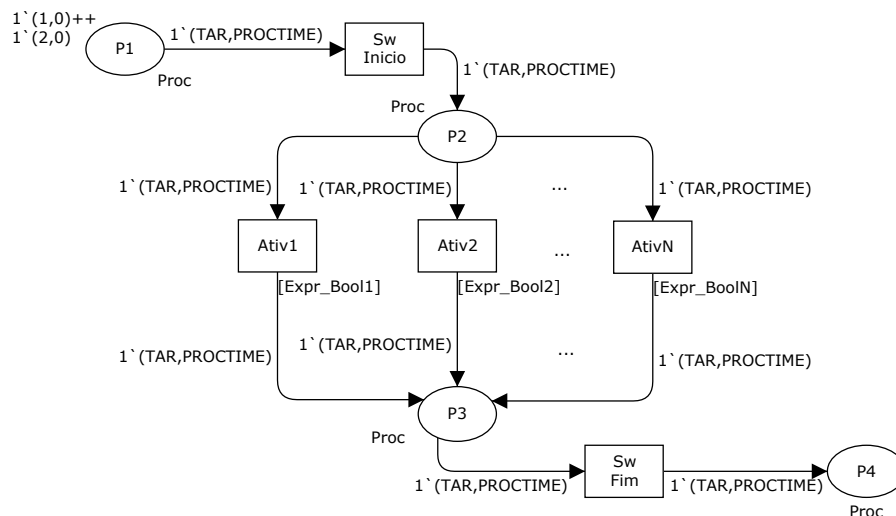 1`(1,0)++
1`(2,0)
P1
Proc
1`(TAR,PROCTIME)
Sw
Inicio
1`(TAR,PROCTIME)
Proc
P2
1`(TAR,PROCTIME)
1`(TAR,PROCTIME)
...
1`(TAR,PROCTIME)
Ativ1
Ativ2
...
AtivN
[Expr_Bool1]
[Expr_Bool2]
[Expr_BoolN]
1`(TAR,PROCTIME)
1`(TAR,PROCTIME)
...
1`(TAR,PROCTIME)
P3
Proc
1`(TAR,PROCTIME)
Sw
Fim
1`(TAR,PROCTIME)
P4
Proc